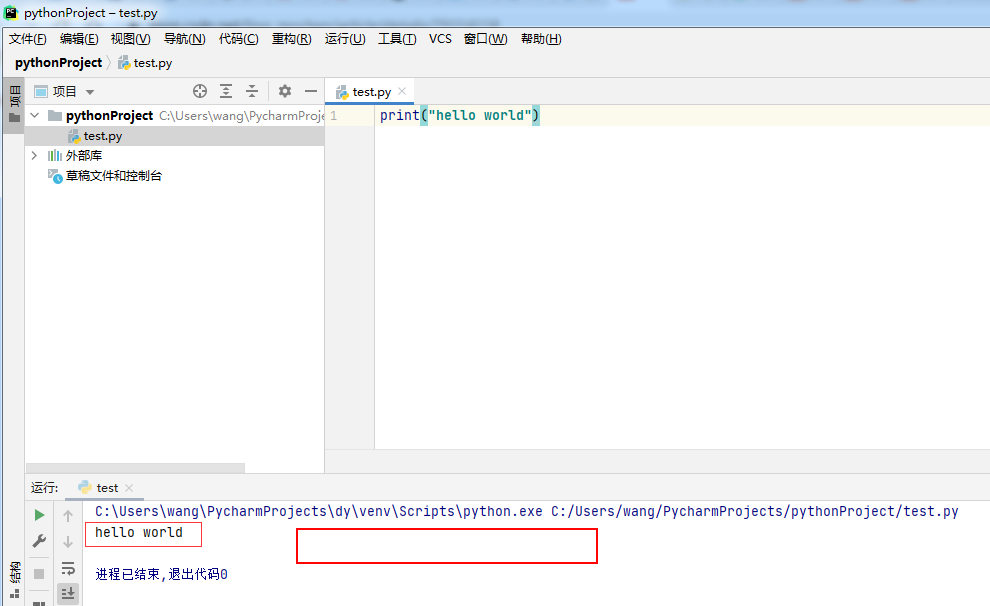 pythonProject – test.py
文件(F) 编辑(E) 视图(V) 导航(N) 代码(C) 重构(R) 运行(U) 工具(T) VCS 窗口(W) 帮助(H)
pythonProject test.py
项目
项目
test.py
pythonProject C:\Users\wang\PycharmProje
test.py
外部库
草稿文件和控制台
1 print("hello world")
运行: test
C:\Users\wang\PycharmProjects\dy\venv\Scripts\python.exe C:/Users/wang/PycharmProjects/pythonProject/test.py
hello world
进程已结束,退出代码0
结构